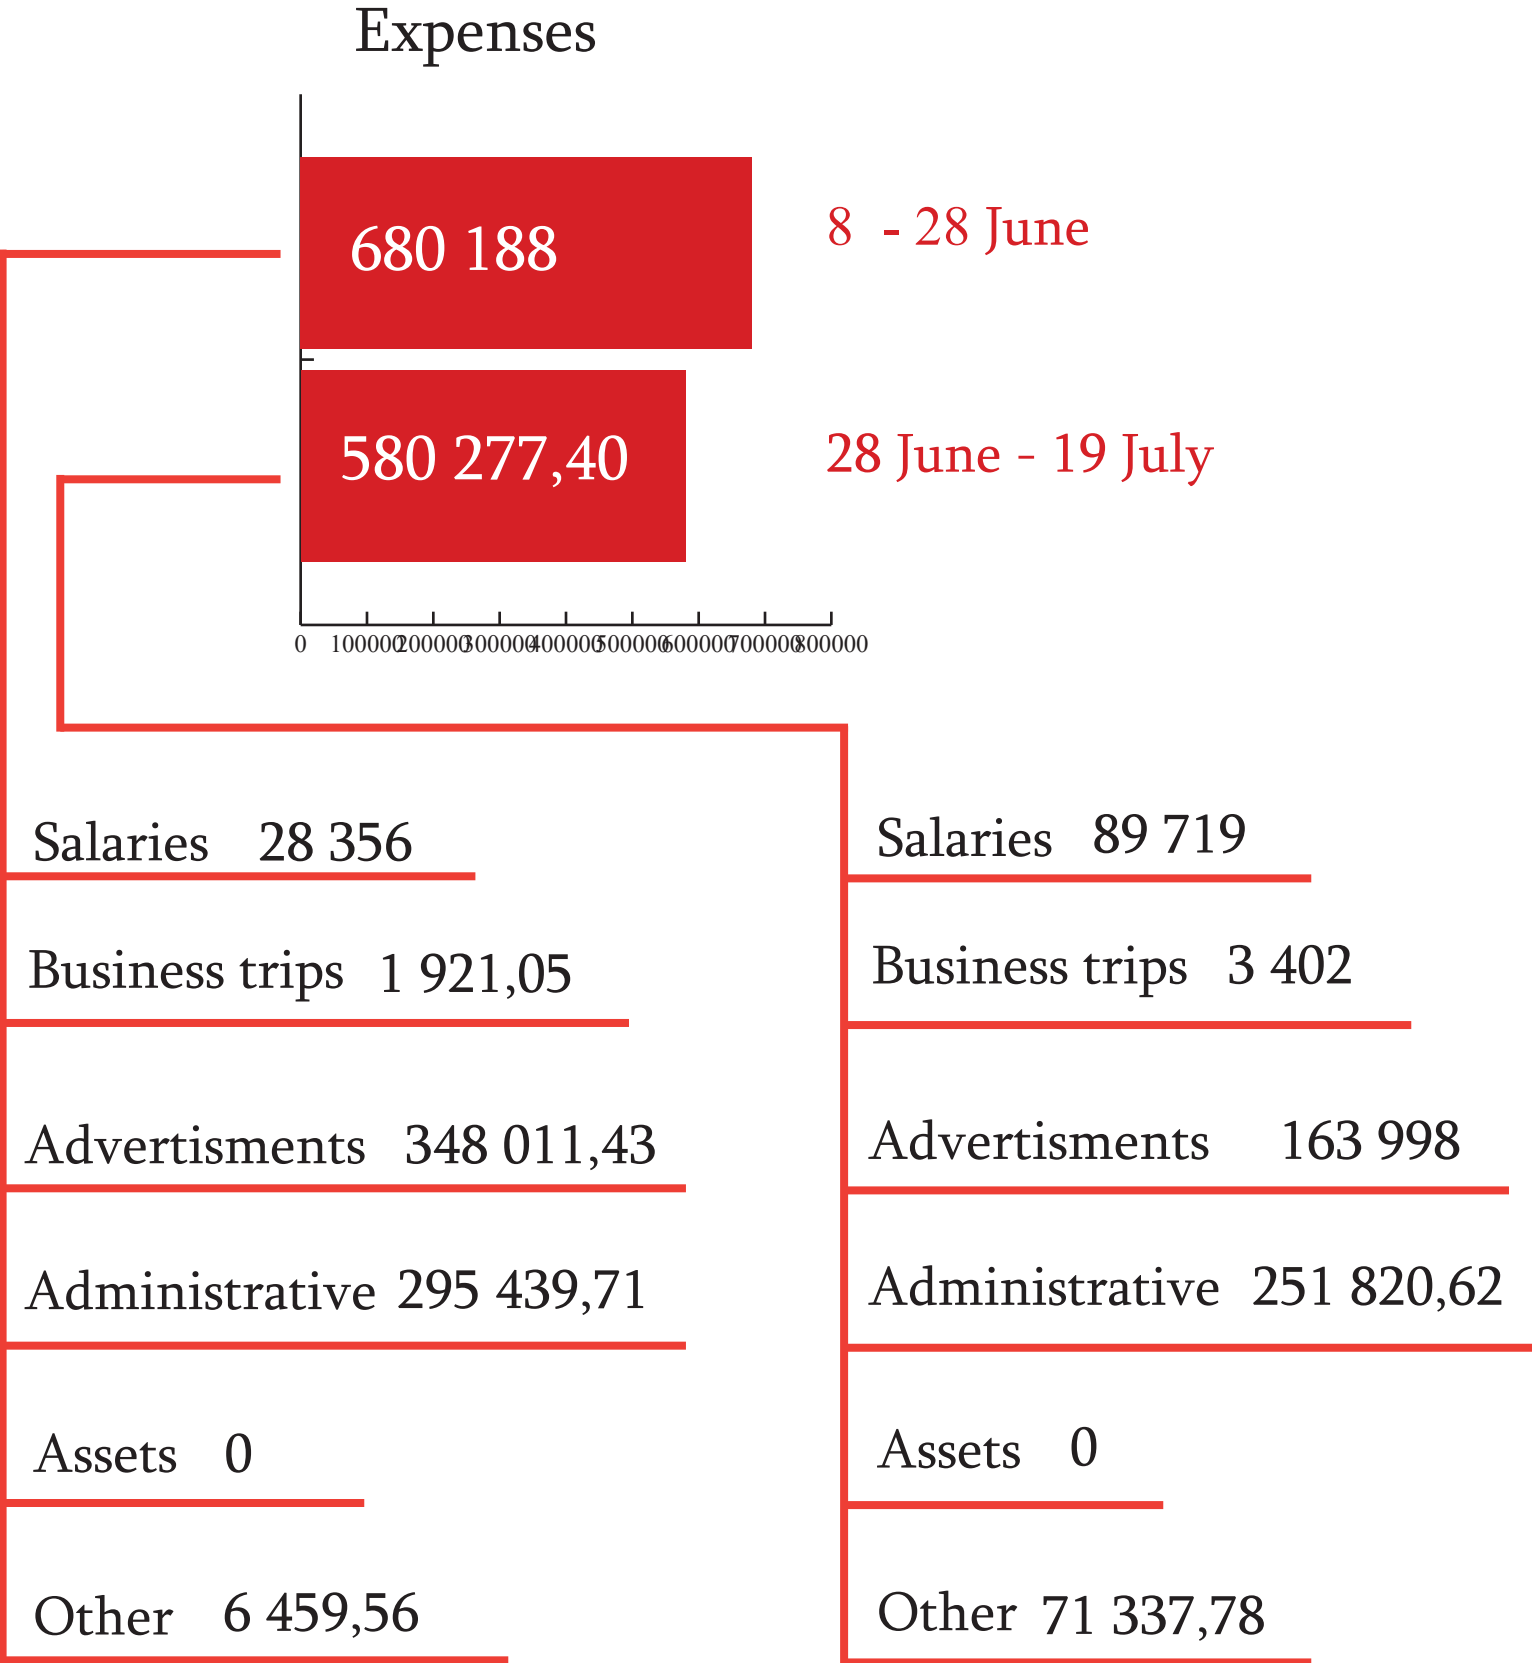 Expenses
680 188
8 - 28 June
580 277,40
28 June - 19 July
0 100000 200000 300000 400000 500000 600000 700000 800000
Salaries 28 356
Business trips 1 921,05
Advertisments 348 011,43
Administrative 295 439,71
Assets 0
Other 6 459,56
Salaries 89 719
Business trips 3 402
Advertisments 163 998
Administrative 251 820,62
Assets 0
Other 71 337,78